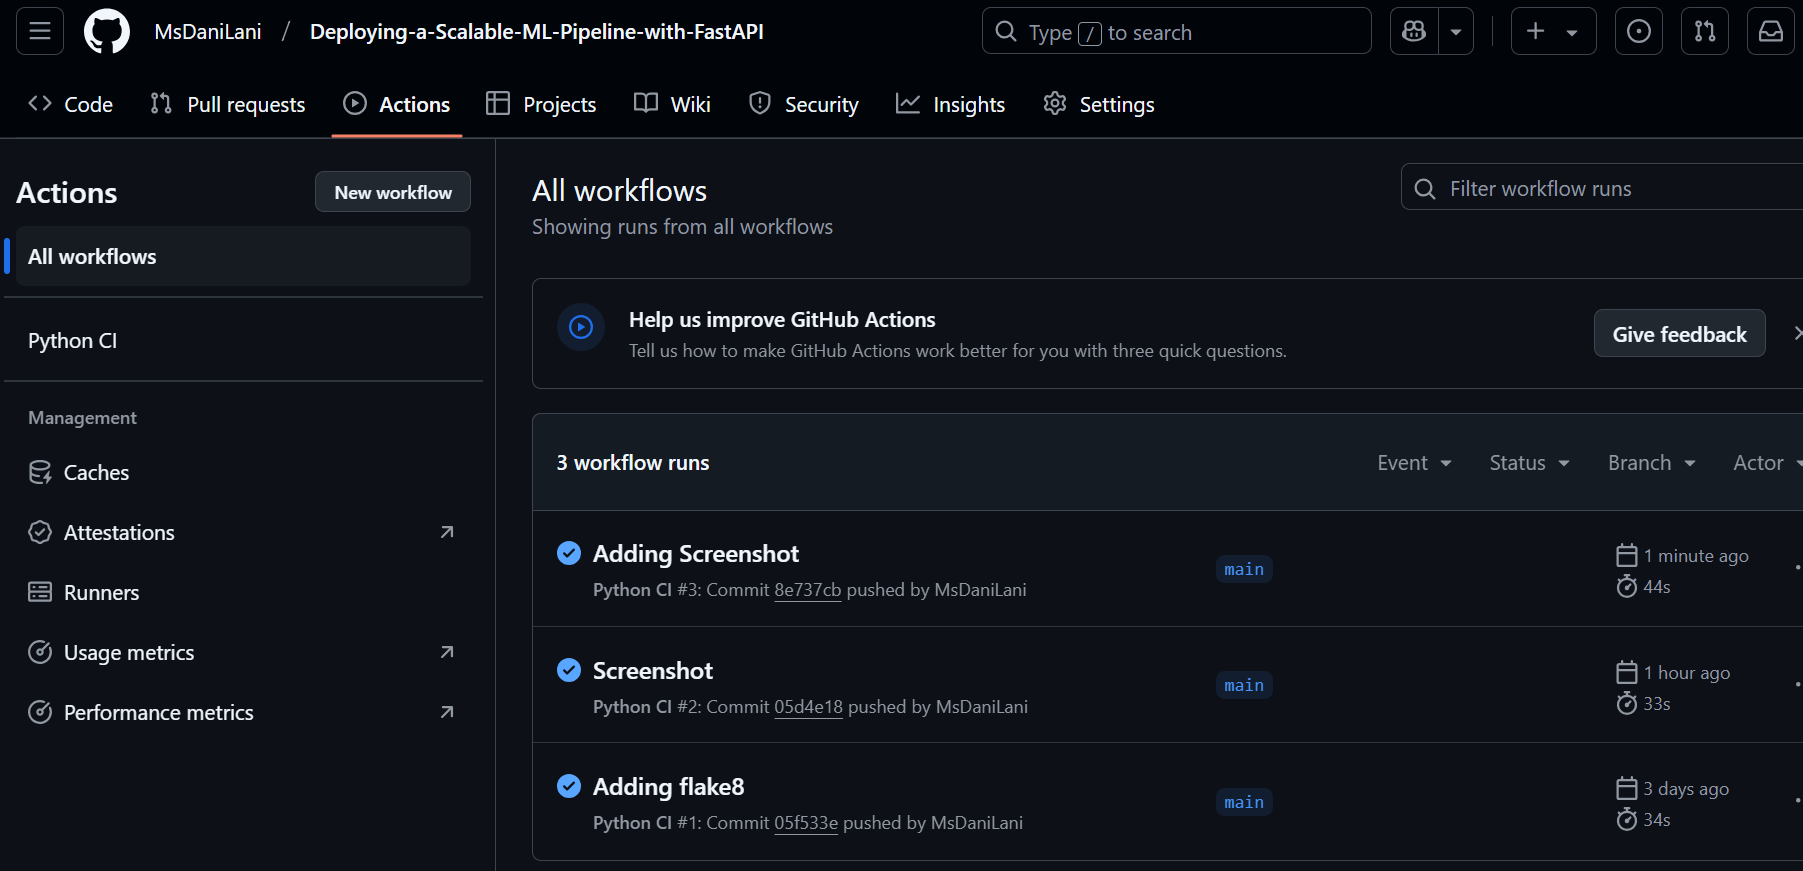 MsDaniLani / Deploying-a-Scalable-ML-Pipeline-with-FastAPI
Type / to search
Code
Pull requests
Actions
Projects
Wiki
Security
Insights
Settings
Actions
New workflow
All workflows
Python CI
Management
Caches
Attestations
Runners
Usage metrics
Performance metrics
All workflows
Showing runs from all workflows
Filter workflow runs
Help us improve GitHub Actions
Tell us how to make GitHub Actions work better for you with three quick questions.
Give feedback
3 workflow runs
Event
Status
Branch
Actor
Adding Screenshot
Python CI #3: Commit 8e737cb pushed by MsDaniLani
main
1 minute ago
44s
Screenshot
Python CI #2: Commit 05d4e18 pushed by MsDaniLani
main
1 hour ago
33s
Adding flake8
Python CI #1: Commit 05f533e pushed by MsDaniLani
main
3 days ago
34s